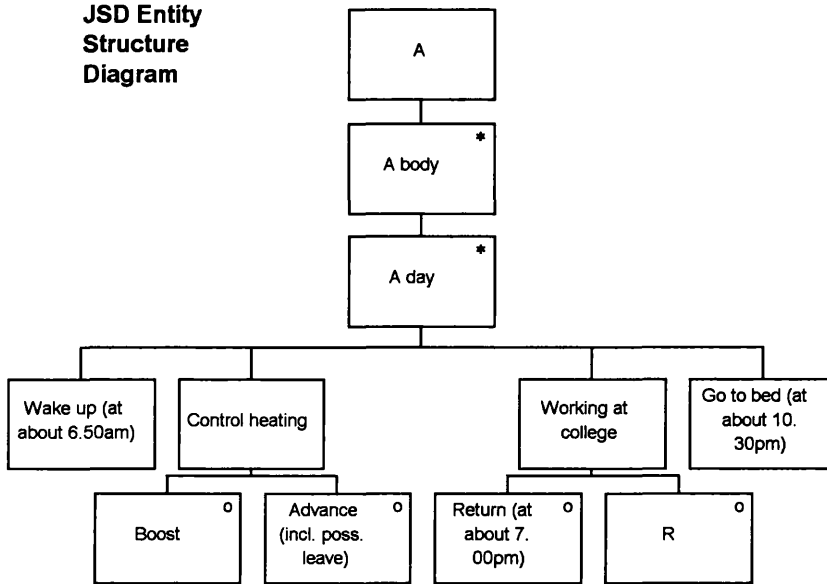 JSD Entity
Structure
Diagram
A
*
A body
*
A day
Wake up (at
about 6.50am)
Control heating
Working at
college
Go to bed (at
about 10.
30pm)
o
Boost
o
Advance
(incl. poss.
leave)
o
Return (at
about 7.
00pm)
o
R